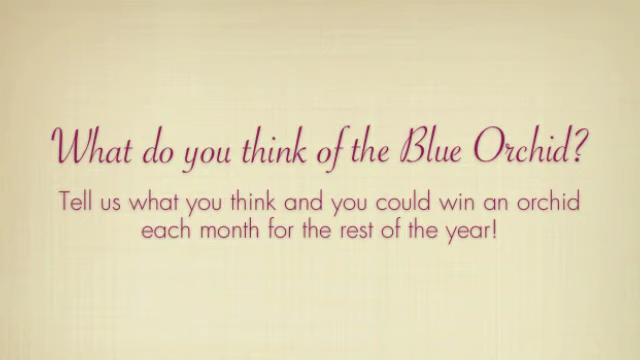 What do you think of the Blue Orchid?
Tell us what you think and you could win an orchid
each month for the rest of the year!